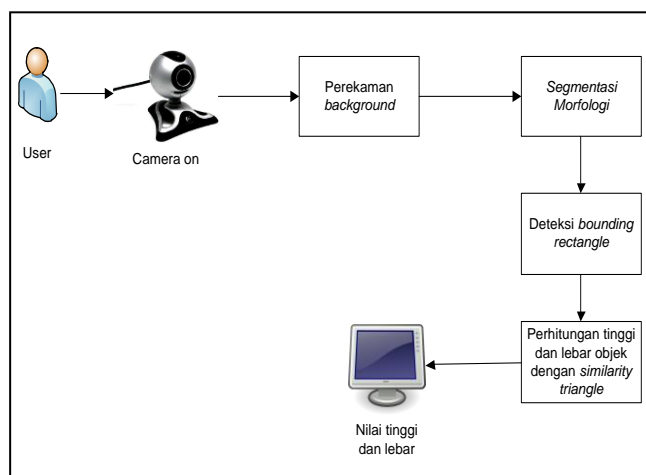 User
Camera on
Perekaman
background
Segmentasi
Morfologi
Deteksi bounding
rectangle
Perhitungan tinggi
dan lebar objek
dengan similarity
triangle
Nilai tinggi
dan lebar